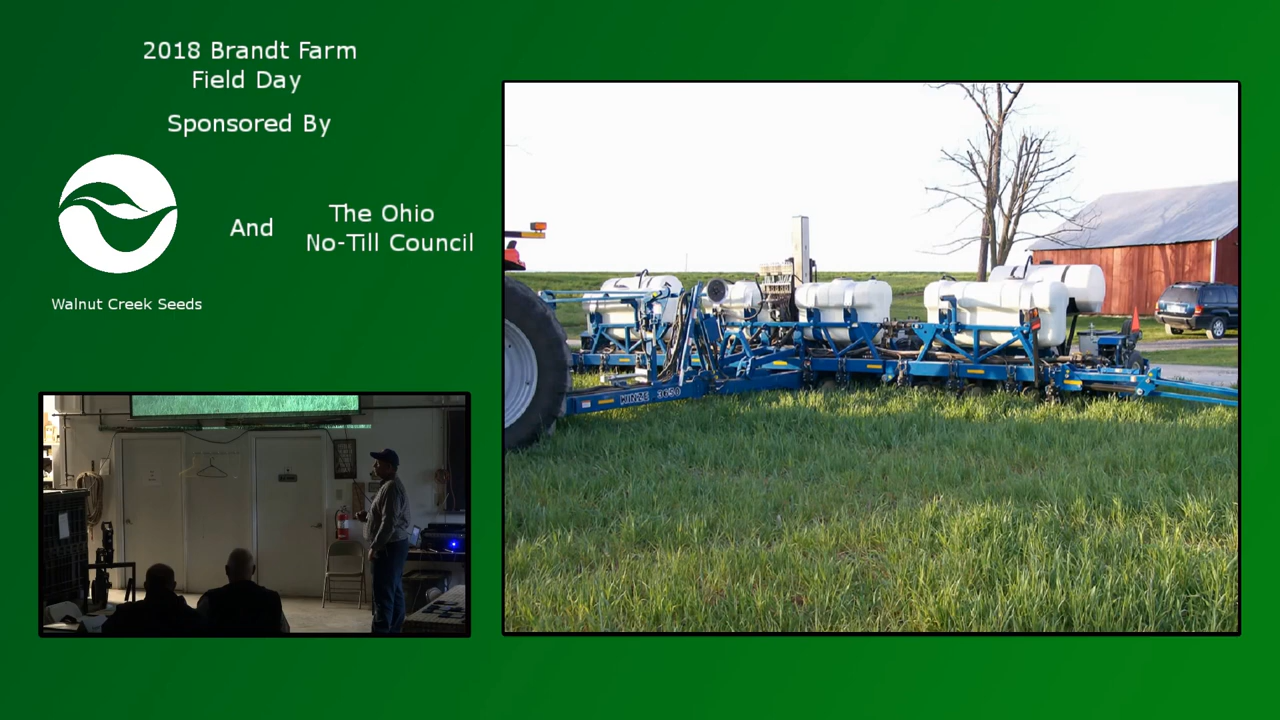 2018 Brandt Farm
Field Day
Sponsored By
And
The Ohio
No-Till Council
Walnut Creek Seeds
KINZE 3650